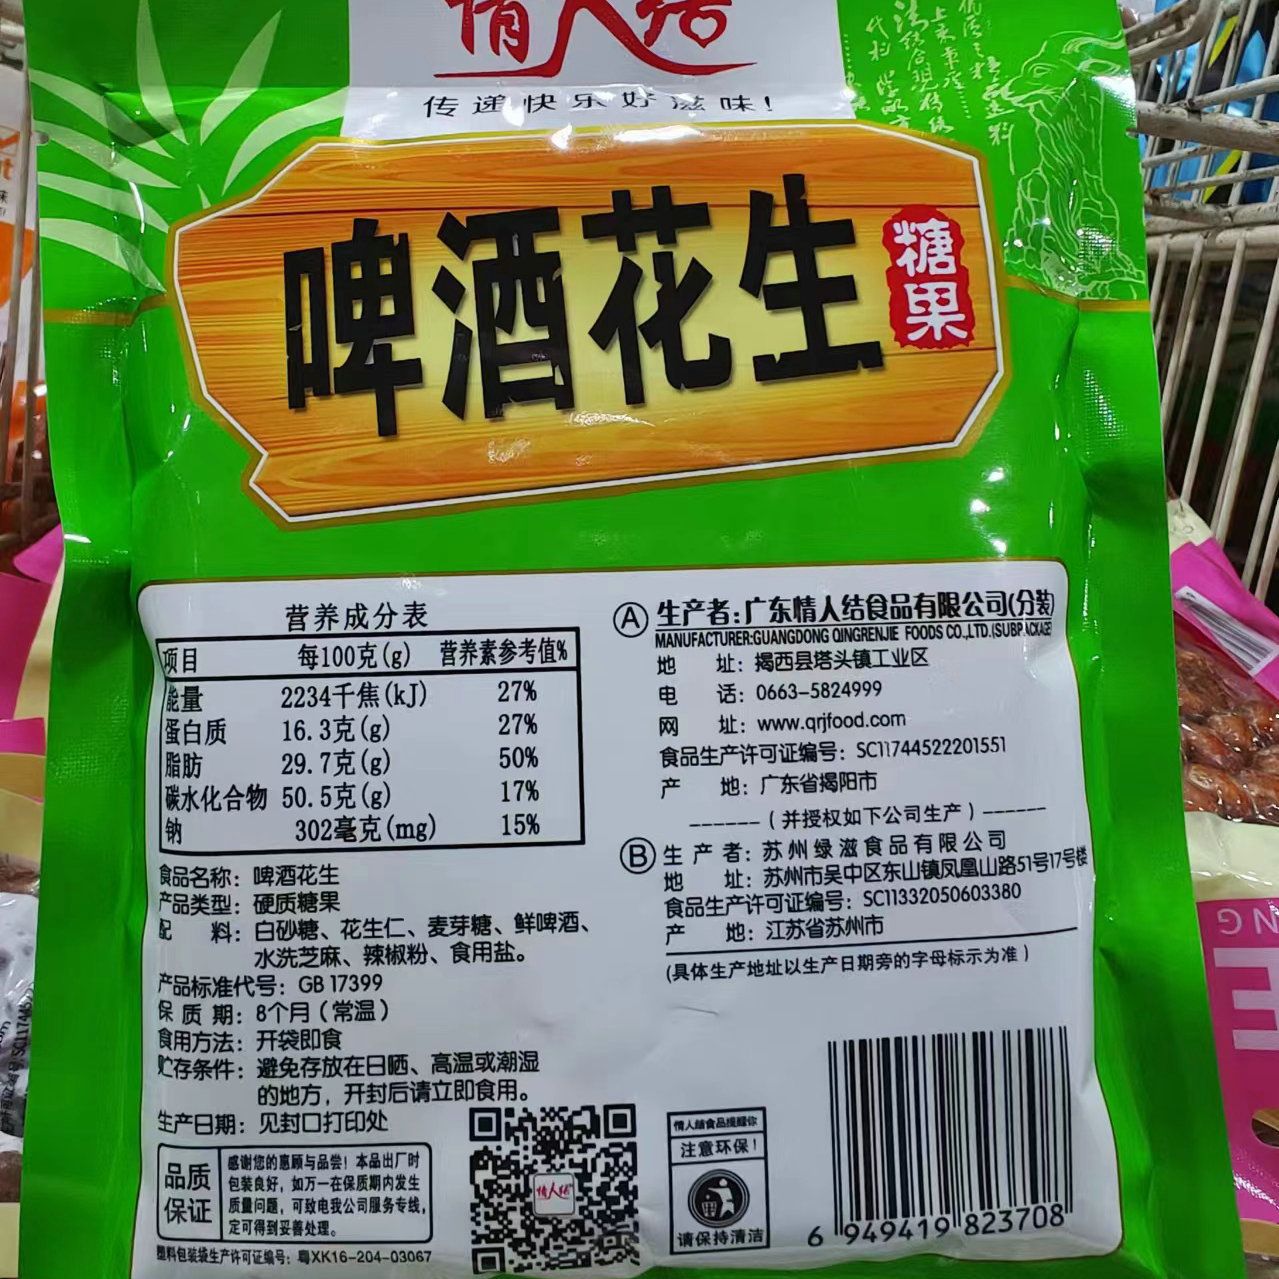 情人结
传递快乐好滋味!
啤酒花生
糖果
营养成分表
项目 每100克(g) 营养素参考值%
能量 2234千焦(kJ) 27%
蛋白质 16.3克(g) 27%
脂肪 29.7克(g) 50%
碳水化合物 50.5克(g) 17%
钠 302毫克(mg) 15%
食品名称: 啤酒花生
产品类型: 硬质糖果
配 料: 白砂糖、花生仁、麦芽糖、鲜啤酒、
水洗芝麻、辣椒粉、食用盐。
产品标准代号: GB 17399
保 质 期: 8个月(常温)
食用方法: 开袋即食
贮存条件: 避免存放在日晒、高温或潮湿
的地方,开封后请立即食用。
生产日期: 见封口打印处
品质
保证
感谢您的惠顾与品尝!本品出厂时
包装良好,如万一在保质期内发生
质量问题,可致电我公司服务专线,
定可得到妥善处理。
塑料包装袋生产许可证编号: 粤XK16-204-03067
Ⓐ 生产者:广东情人结食品有限公司(分装)
MANUFACTURER:GUANGDONG QINGRENJIE FOODS CO.,LTD.(SUBPACKAGE
地 址: 揭西县塔头镇工业区
电 话: 0663-5824999
网 址: www.qrjfood.com
食品生产许可证编号: SC11744522201551
产 地: 广东省揭阳市
------(并授权如下公司生产)------
Ⓑ 生 产 者: 苏州绿滋食品有限公司
地 址: 苏州市吴中区东山镇凤凰山路51号17号楼
食品生产许可证编号: SC11332050603380
产 地: 江苏省苏州市
(具体生产地址以生产日期旁的字母标示为准)
情人结
情人结食品提醒你
注意环保!
请保持清洁
6 949419 823708